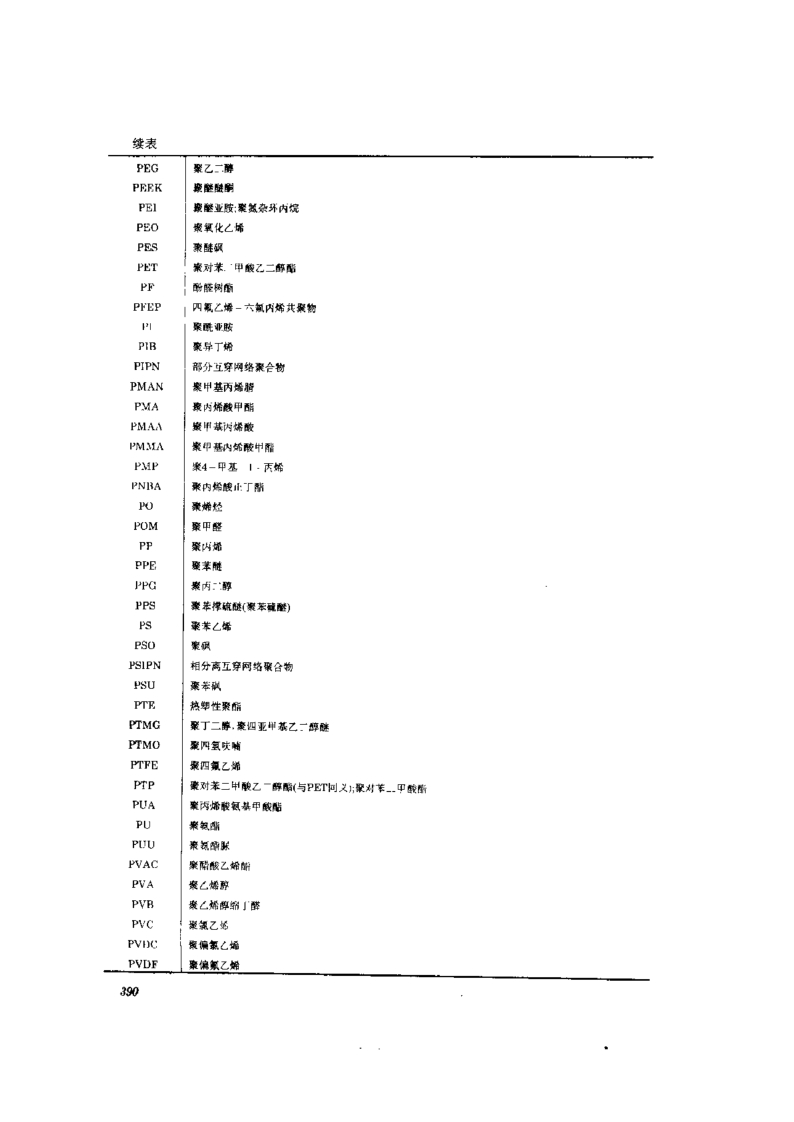 续表
PEG 聚乙二醇
PEEK 聚醚醚酮
PEI 聚醚亚胺;聚氮杂环丙烷
PEO 聚氧化乙烯
PES 聚醚砜
PET 聚对苯二甲酸乙二醇酯
PF 酚醛树酯
PFEP 四氟乙烯-六氟丙烯共聚物
PI 聚酰亚胺
PIB 聚异丁烯
PIPN 部分互穿网络聚合物
PMAN 聚甲基丙烯腈
PMA 聚丙烯酸甲酯
PMAA 聚甲基丙烯酸
PMMA 聚甲基丙烯酸甲酯
PMP 聚4-甲基-1-丙烯
PNBA 聚丙烯酸正丁酯
PO 聚烯烃
POM 聚甲醛
PP 聚丙烯
PPE 聚苯醚
PPG 聚丙二醇
PPS 聚苯撑硫醚(聚苯硫醚)
PS 聚苯乙烯
PSO 聚砜
PSIPN 相分离互穿网络聚合物
PSU 聚苯砜
PTE 热塑性聚酯
PTMG 聚丁二醇,聚四亚甲基乙二醇醚
PTMO 聚四氢呋喃
PTFE 聚四氟乙烯
PTP 聚对苯二甲酸乙二醇酯(与PET同义);聚对苯二甲酸酯
PUA 聚丙烯酸氨基甲酸酯
PU 聚氨酯
PUU 聚氨酯脲
PVAC 聚醋酸乙烯酯
PVA 聚乙烯醇
PVB 聚乙烯醇缩丁醛
PVC 聚氯乙烯
PVDC 聚偏氯乙烯
PVDF 聚偏氟乙烯
390